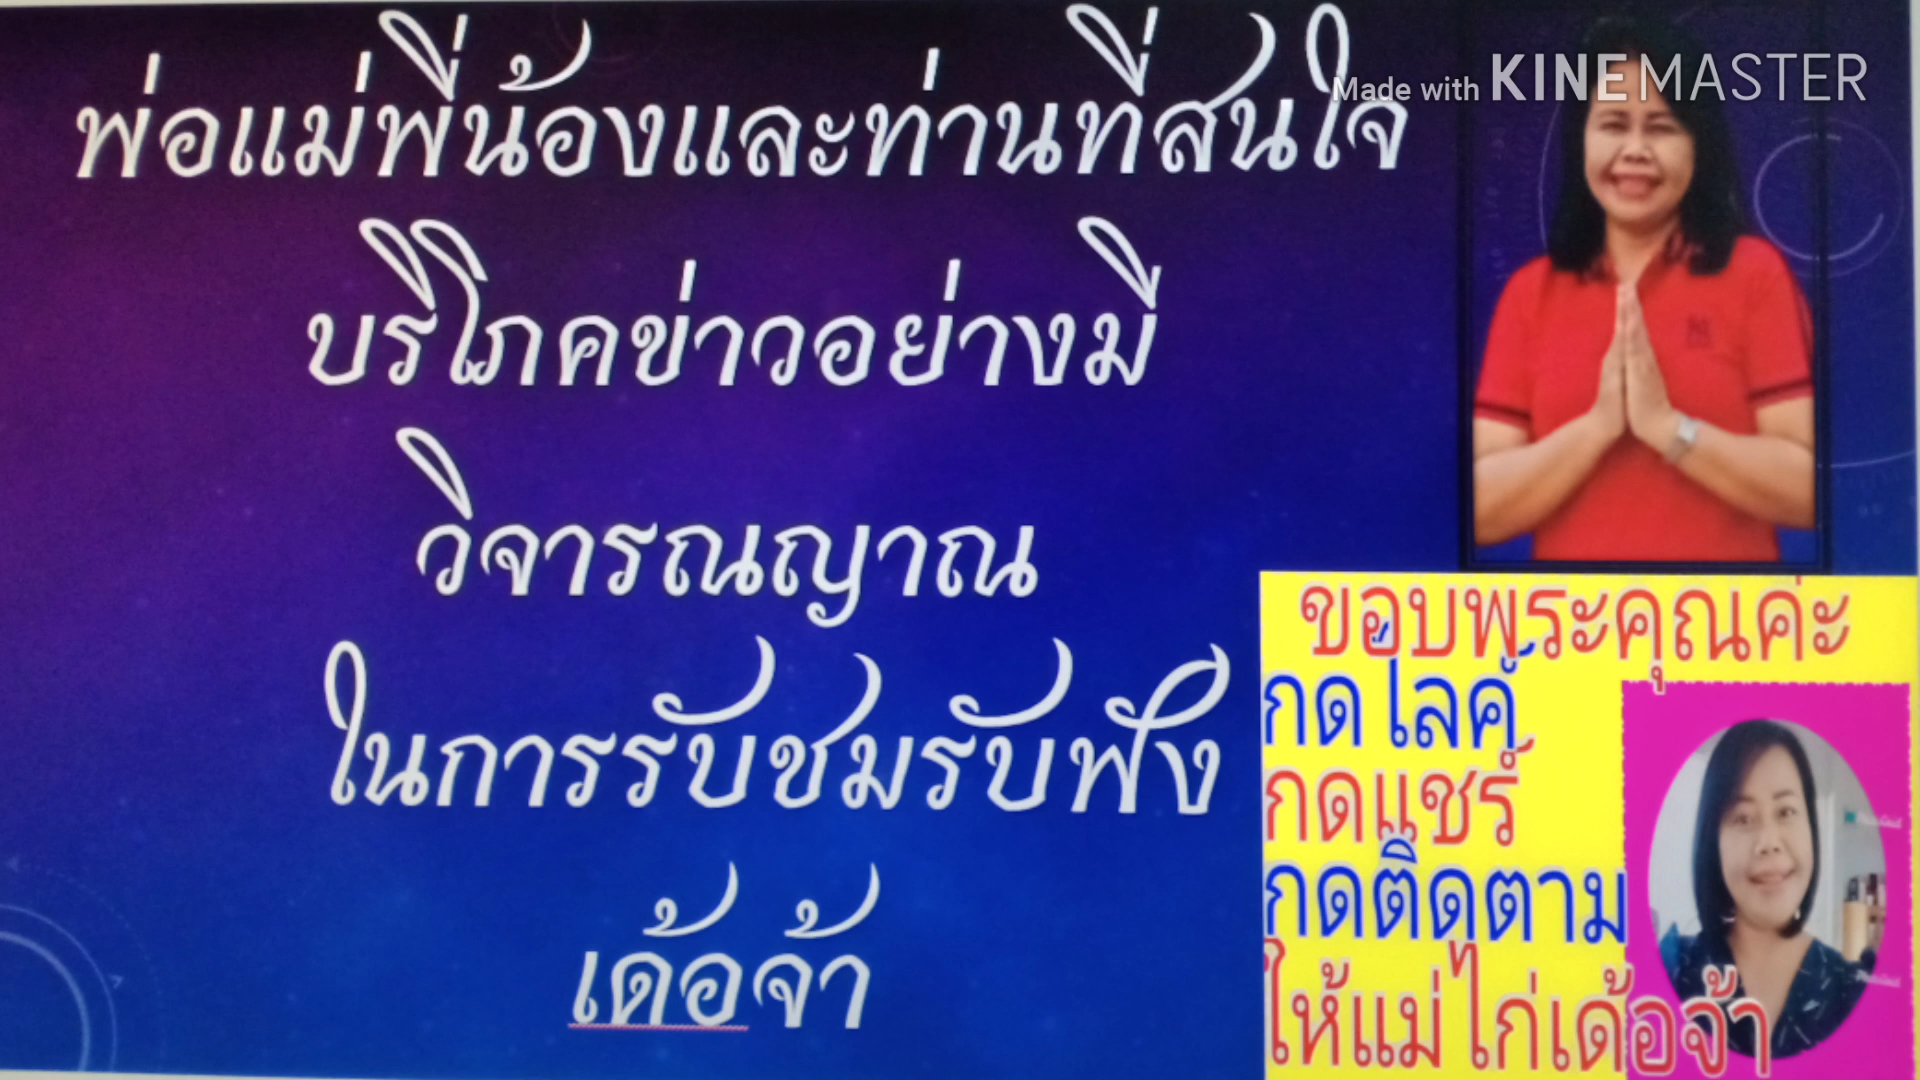 Made with KINEMASTER
พ่อแม่พี่น้องและท่านที่สนใจ
บริโภคข่าวอย่างมี
วิจารณญาณ
ในการรับชมรับฟัง
เด้อจ้า
ขอบพระคุณค่ะ
กดไลค์
กดแชร์
กดติดตาม
ให้แม่ไก่เด้อจ้า